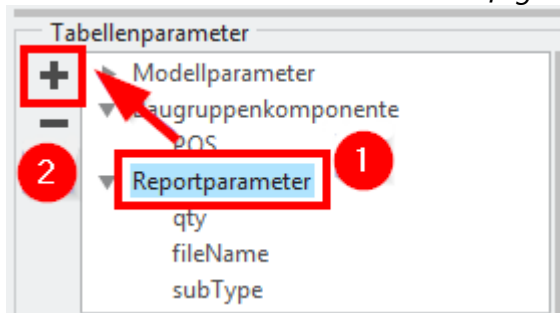 Tabellenparameter
Modellparameter
augruppenkomponente
POS
1
2
Reportparameter
qty
fileName
subType